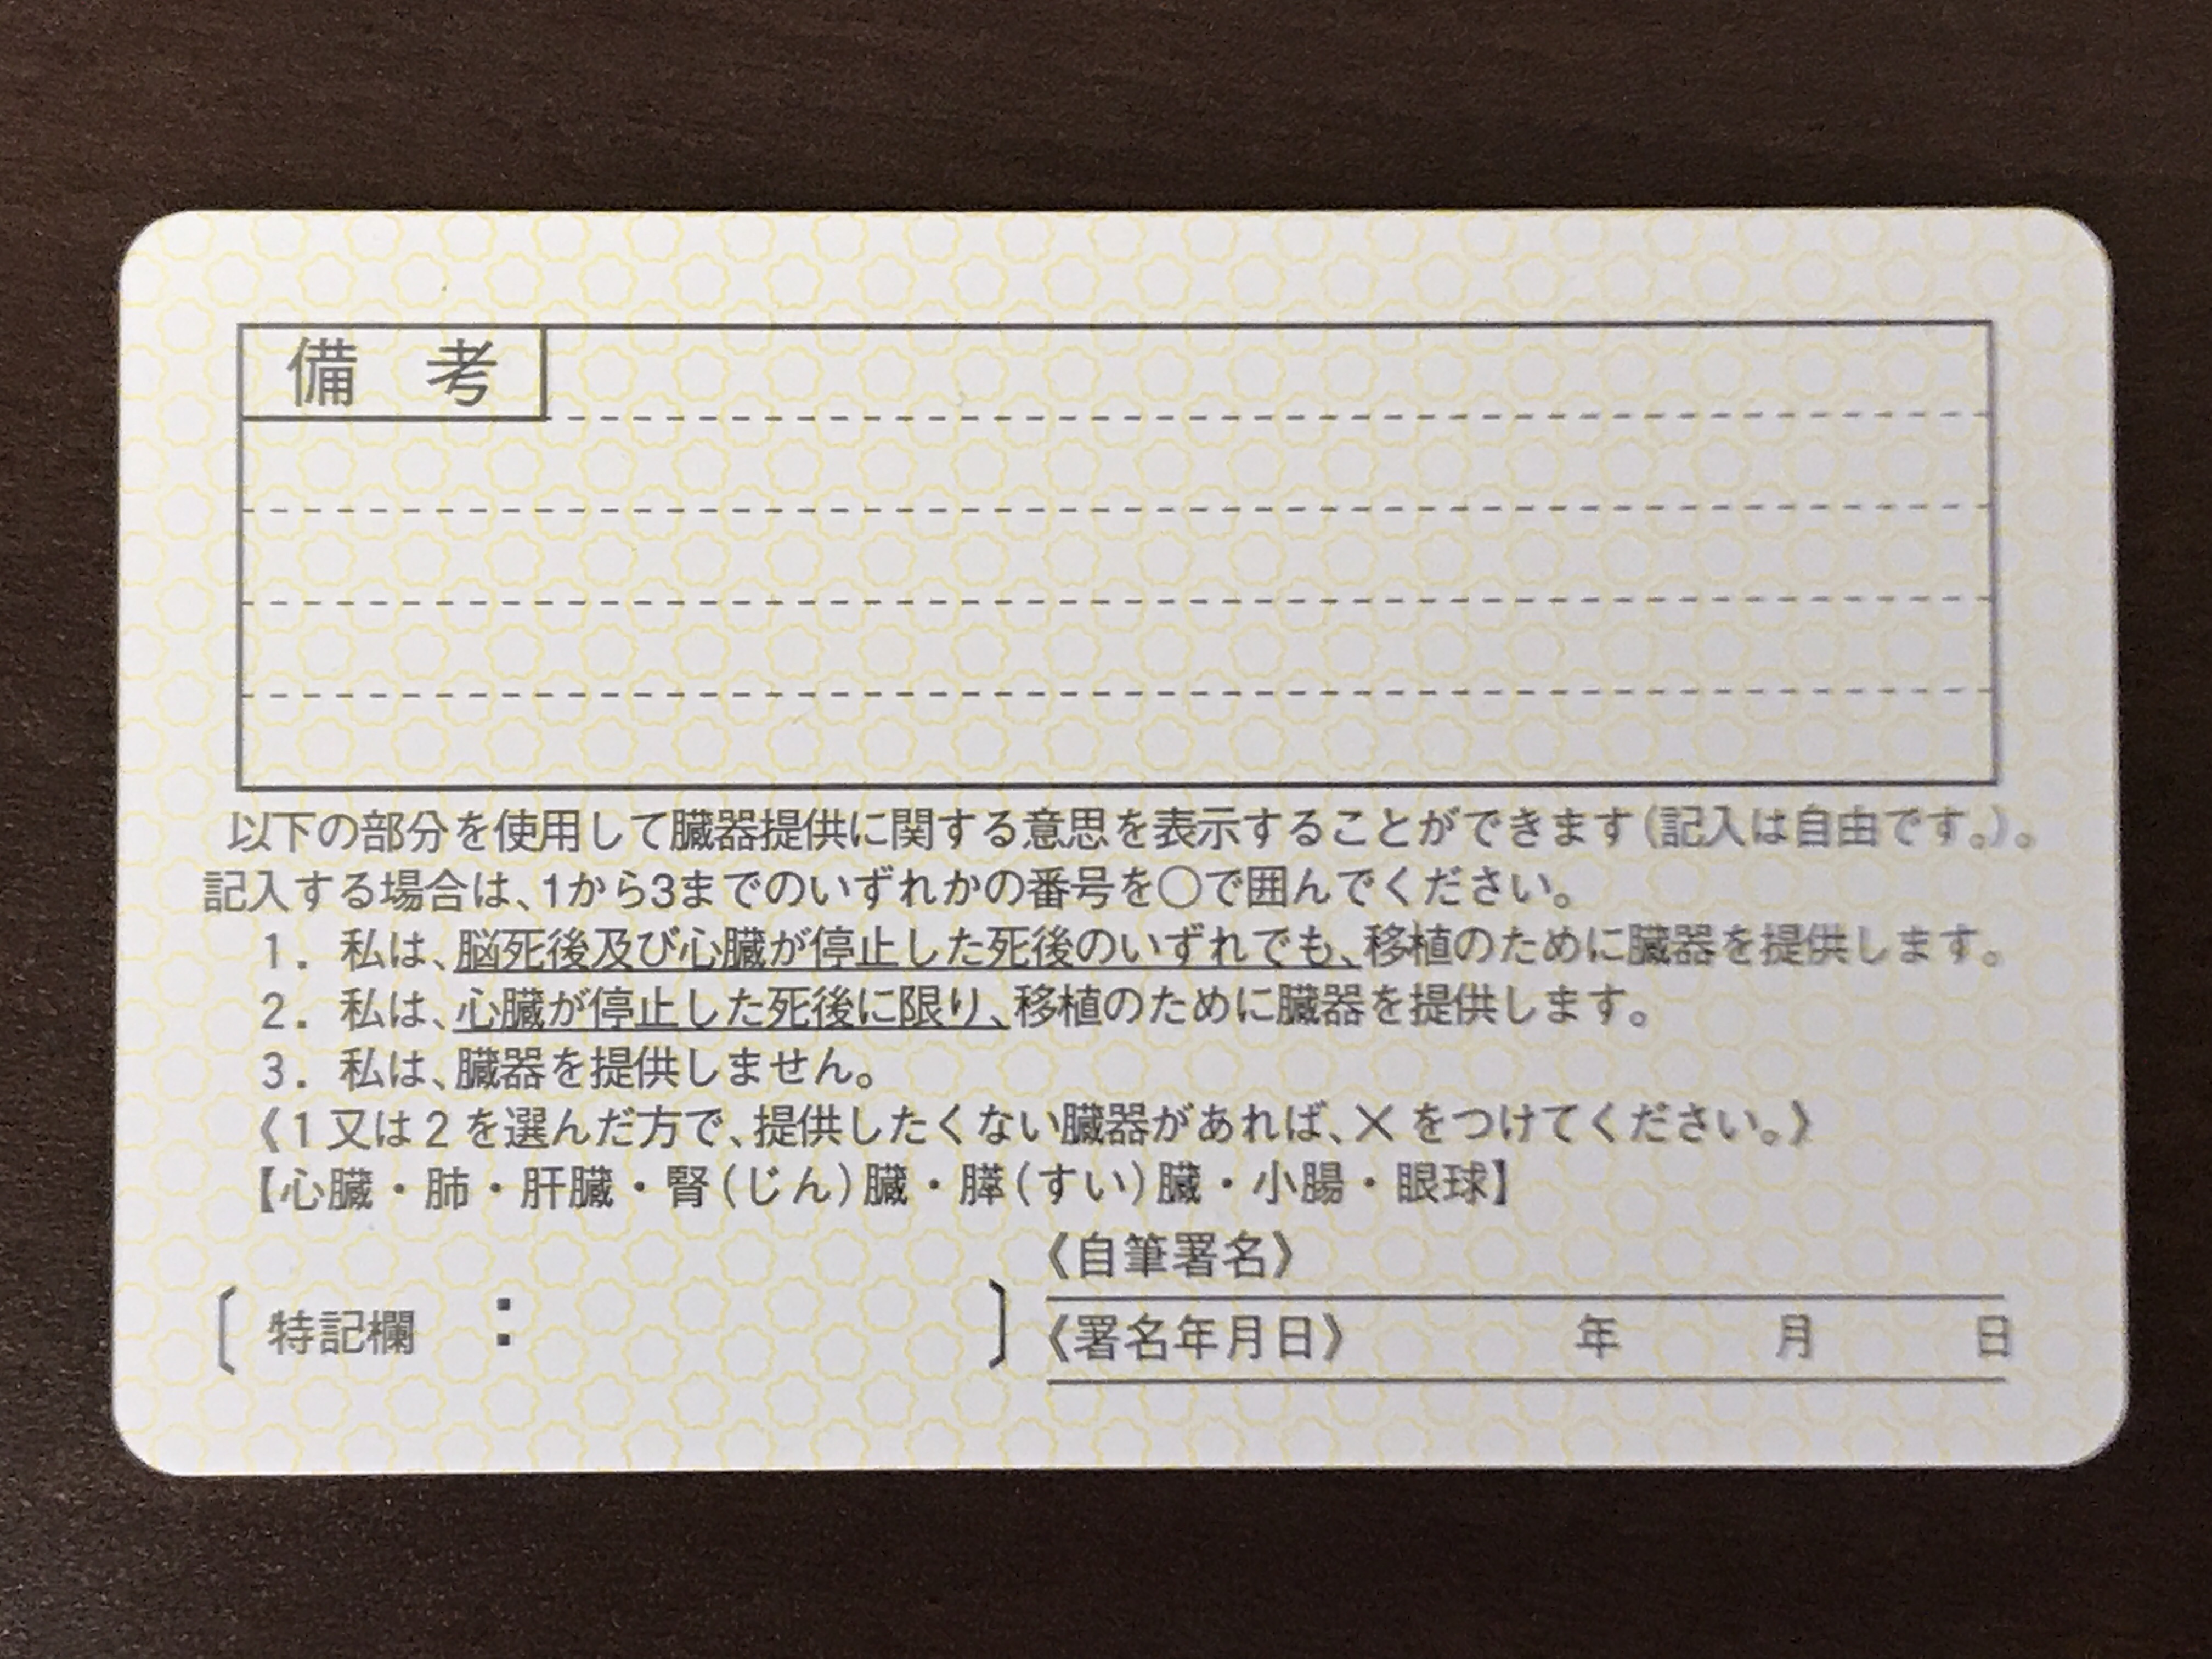 備 考
以下の部分を使用して臓器提供に関する意思を表示することができます(記入は自由です。)。
記入する場合は、1から3までのいずれかの番号を○で囲んでください。
1. 私は、脳死後及び心臓が停止した死後のいずれでも、移植のために臓器を提供します。
2. 私は、心臓が停止した死後に限り、移植のために臓器を提供します。
3. 私は、臓器を提供しません。
《1又は2を選んだ方で、提供したくない臓器があれば、×をつけてください。》
【心臓・肺・肝臓・腎(じん)臓・膵(すい)臓・小腸・眼球】
〔特記欄 : 〕
《自筆署名》
《署名年月日》 年 月 日